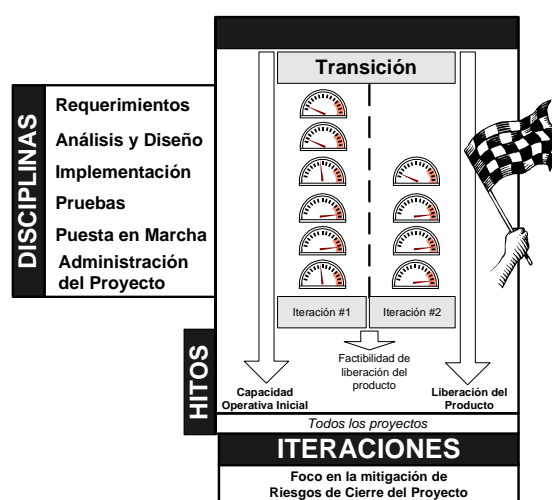 Transición
DISCIPLINAS
Requerimientos
Análisis y Diseño
Implementación
Pruebas
Puesta en Marcha
Administración
del Proyecto
Iteración #1
Iteración #2
HITOS
Factibilidad de
liberación del
producto
Capacidad
Operativa Inicial
Liberación del
Producto
Todos los proyectos
ITERACIONES
Foco en la mitigación de
Riesgos de Cierre del Proyecto